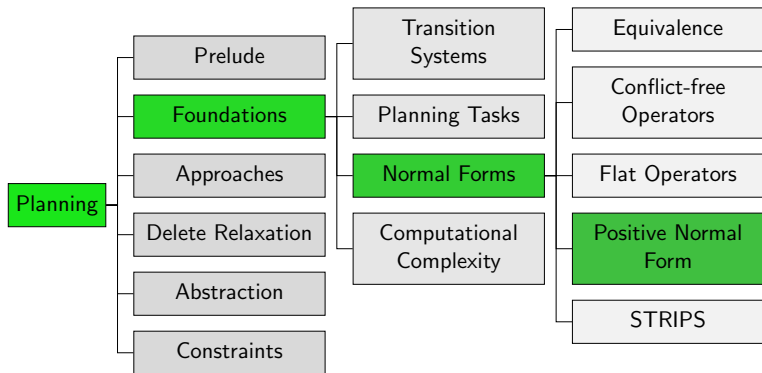 Planning
Prelude
Foundations
Approaches
Delete Relaxation
Abstraction
Constraints
Transition
Systems
Planning Tasks
Normal Forms
Computational
Complexity
Equivalence
Conflict-free
Operators
Flat Operators
Positive Normal
Form
STRIPS